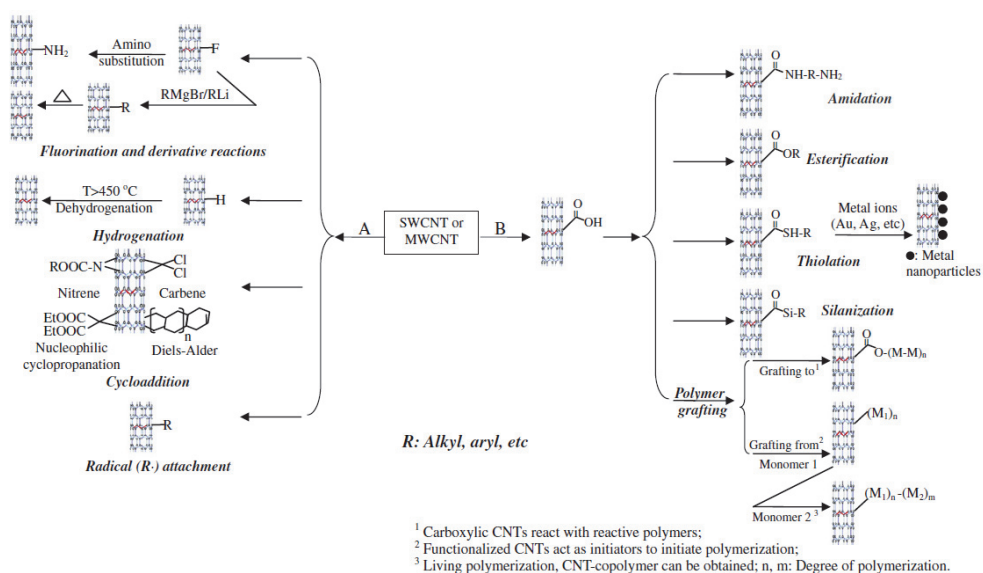 Amino
substitution
NH₂
F
RMgBr/RLi
△
R
Fluorination and derivative reactions
T>450 °C
Dehydrogenation
H
Hydrogenation
ROOC-N
Cl
Cl
Nitrene
Carbene
EtOOC
EtOOC
n
Nucleophilic
cyclopropanation
Diels-Alder
Cycloaddition
R
Radical (R·) attachment
A
SWCNT or
MWCNT
B
O
OH
R: Alkyl, aryl, etc
O
NH-R-NH₂
Amidation
O
OR
Esterification
O
SH-R
Thiolation
Metal ions
(Au, Ag, etc)
●: Metal
nanoparticles
O
Si-R
Silanization
Polymer
grafting
Grafting to¹
O
O-(M-M)n
Grafting from²
Monomer 1
(M₁)n
Monomer 2³
(M₁)n-(M₂)m
¹ Carboxylic CNTs react with reactive polymers;
² Functionalized CNTs act as initiators to initiate polymerization;
³ Living polymerization, CNT-copolymer can be obtained; n, m: Degree of polymerization.